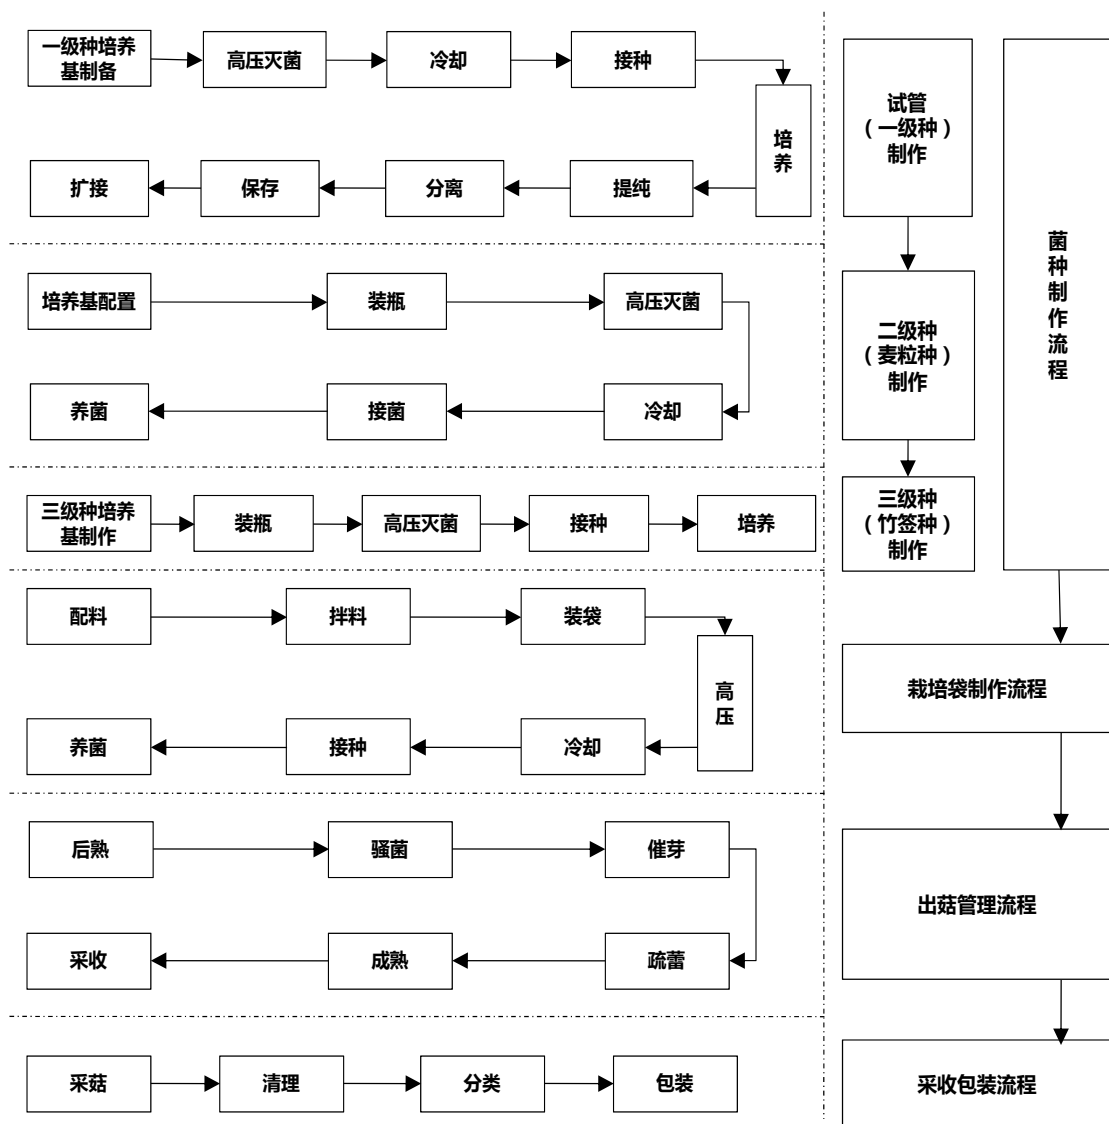 一级种培养
基制备
高压灭菌
冷却
接种
培
养
提纯
分离
保存
扩接
培养基配置
装瓶
高压灭菌
冷却
接菌
养菌
三级种培养
基制作
装瓶
高压灭菌
接种
培养
配料
拌料
装袋
高
压
冷却
接种
养菌
后熟
骚菌
催芽
疏蕾
成熟
采收
采菇
清理
分类
包装
试管
（一级种）
制作
二级种
（麦粒种）
制作
三级种
（竹签种）
制作
菌
种
制
作
流
程
栽培袋制作流程
出菇管理流程
采收包装流程